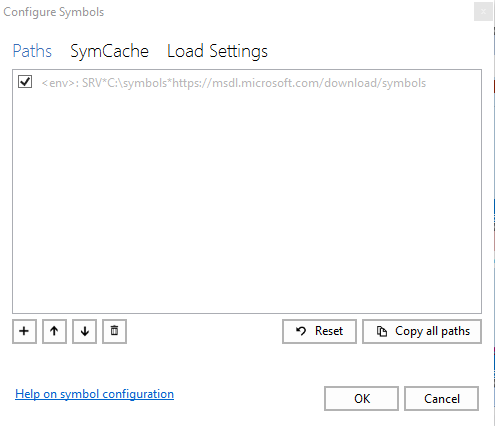 Configure Symbols
Paths SymCache Load Settings
<env>: SRV*C:\symbols*https://msdl.microsoft.com/download/symbols
Reset Copy all paths
Help on symbol configuration
OK Cancel